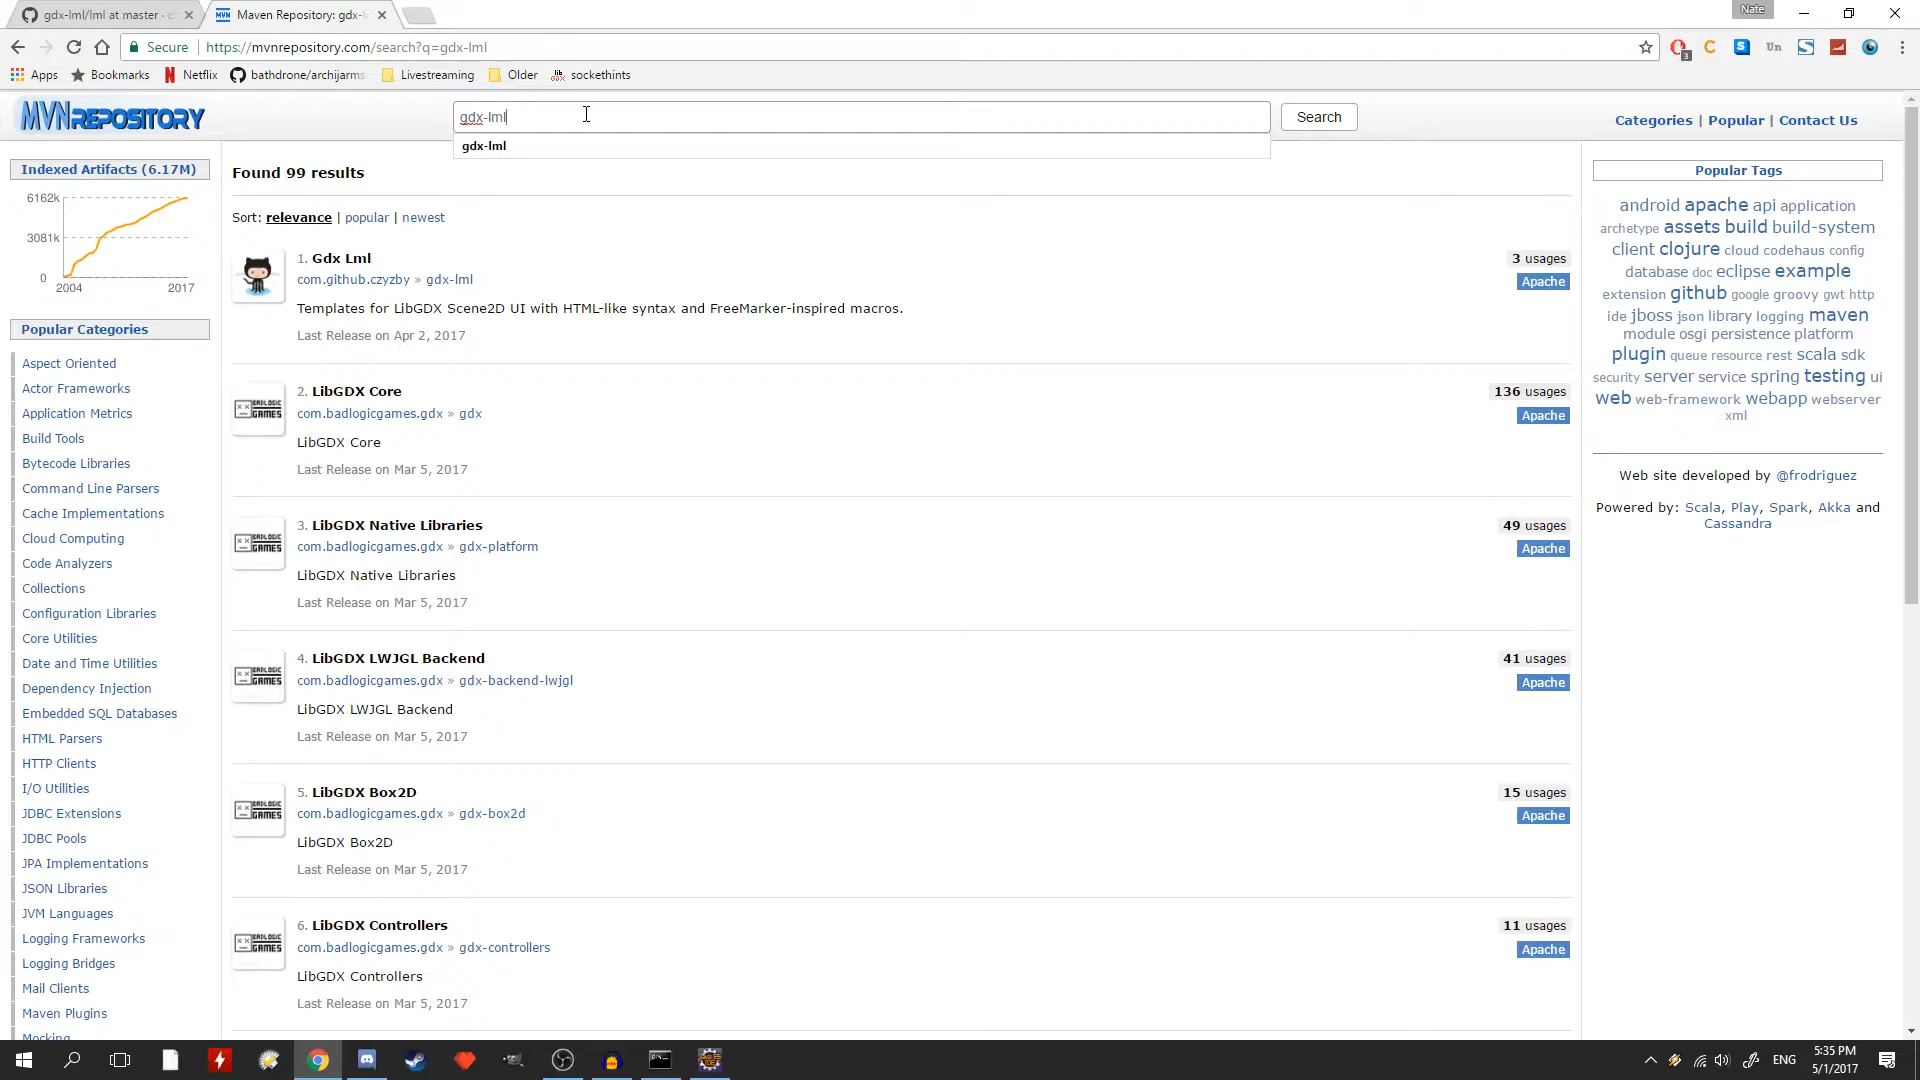 gdx-lml/lml at master · c
Maven Repository: gdx-l
Nate
Secure
https://mvnrepository.com/search?q=gdx-lml
Un
3
Apps
Bookmarks
Netflix
bathdrone/archijarms
Livestreaming
Older
sockethints
MVNREPOSITORY
gdx-lml
Search
Categories | Popular | Contact Us
gdx-lml
Indexed Artifacts (6.17M)
6162k
3081k
0
2004
2017
Popular Categories
Aspect Oriented
Actor Frameworks
Application Metrics
Build Tools
Bytecode Libraries
Command Line Parsers
Cache Implementations
Cloud Computing
Code Analyzers
Collections
Configuration Libraries
Core Utilities
Date and Time Utilities
Dependency Injection
Embedded SQL Databases
HTML Parsers
HTTP Clients
I/O Utilities
JDBC Extensions
JDBC Pools
JPA Implementations
JSON Libraries
JVM Languages
Logging Frameworks
Logging Bridges
Mail Clients
Maven Plugins
Mocking
Found 99 results
Sort: relevance | popular | newest
1. Gdx Lml
3 usages
com.github.czyzby » gdx-lml
Apache
Templates for LibGDX Scene2D UI with HTML-like syntax and FreeMarker-inspired macros.
Last Release on Apr 2, 2017
2. LibGDX Core
136 usages
com.badlogicgames.gdx » gdx
Apache
LibGDX Core
Last Release on Mar 5, 2017
3. LibGDX Native Libraries
49 usages
com.badlogicgames.gdx » gdx-platform
Apache
LibGDX Native Libraries
Last Release on Mar 5, 2017
4. LibGDX LWJGL Backend
41 usages
com.badlogicgames.gdx » gdx-backend-lwjgl
Apache
LibGDX LWJGL Backend
Last Release on Mar 5, 2017
5. LibGDX Box2D
15 usages
com.badlogicgames.gdx » gdx-box2d
Apache
LibGDX Box2D
Last Release on Mar 5, 2017
6. LibGDX Controllers
11 usages
com.badlogicgames.gdx » gdx-controllers
Apache
LibGDX Controllers
Last Release on Mar 5, 2017
Popular Tags
android apache api application
archetype assets build build-system
client clojure cloud codehaus config
database doc eclipse example
extension github google groovy gwt http
ide jboss json library logging maven
module osgi persistence platform
plugin queue resource rest scala sdk
security server service spring testing ui
web web-framework webapp webserver
xml
Web site developed by @frodriguez
Powered by: Scala, Play, Spark, Akka and
Cassandra
ENG
5:35 PM
5/1/2017